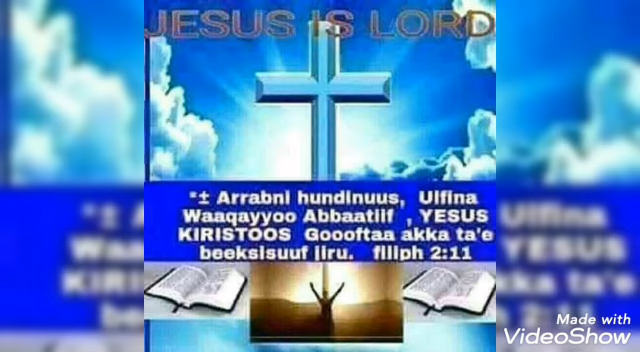 JESUS IS LORD
"± Arrabni hundinuus, Ulfina
Waaqayyoo Abbaatiif , YESUS
KIRISTOOS Goooftaa akka ta'e
beeksisuuf jiru. filiph 2:11
Made with
VideoShow